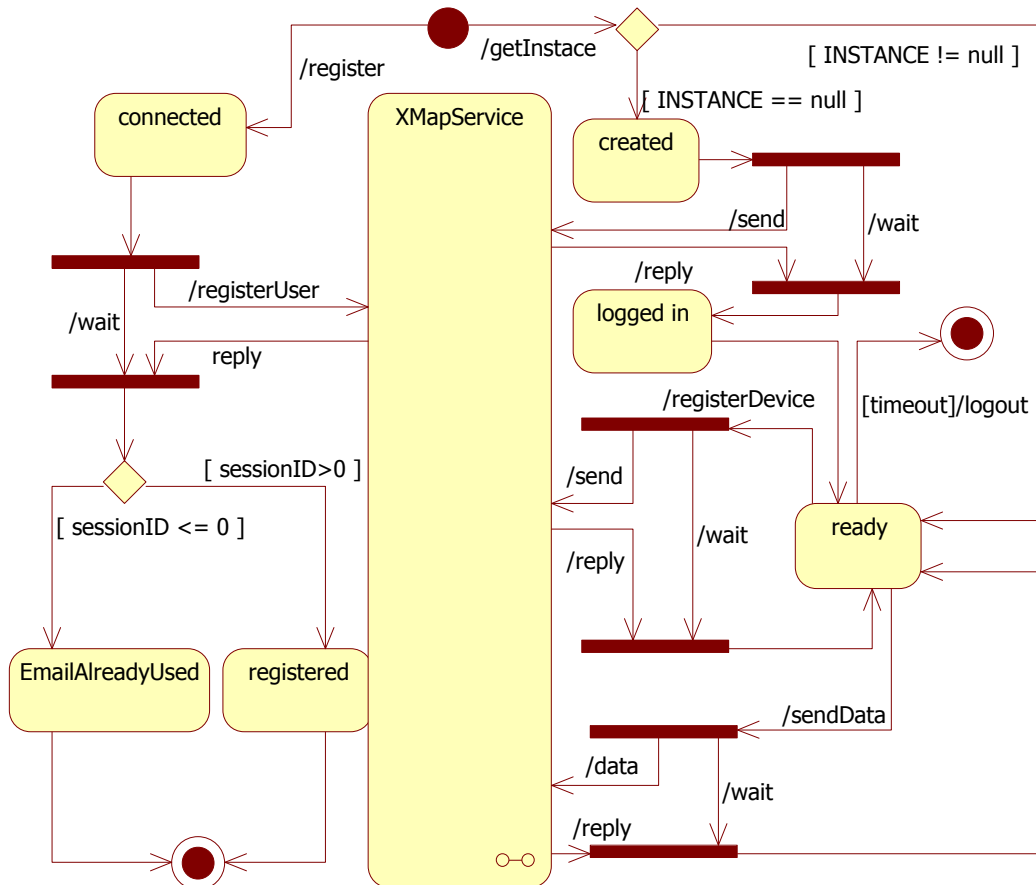 /getInstace
[ INSTANCE != null ]
/register
[ INSTANCE == null ]
connected
XMapService
created
/send
/wait
/reply
/registerUser
logged in
/wait
reply
/registerDevice
[timeout]/logout
[ sessionID>0 ]
/send
[ sessionID <= 0 ]
/wait
ready
/reply
EmailAlreadyUsed
registered
/sendData
/data
/wait
/reply